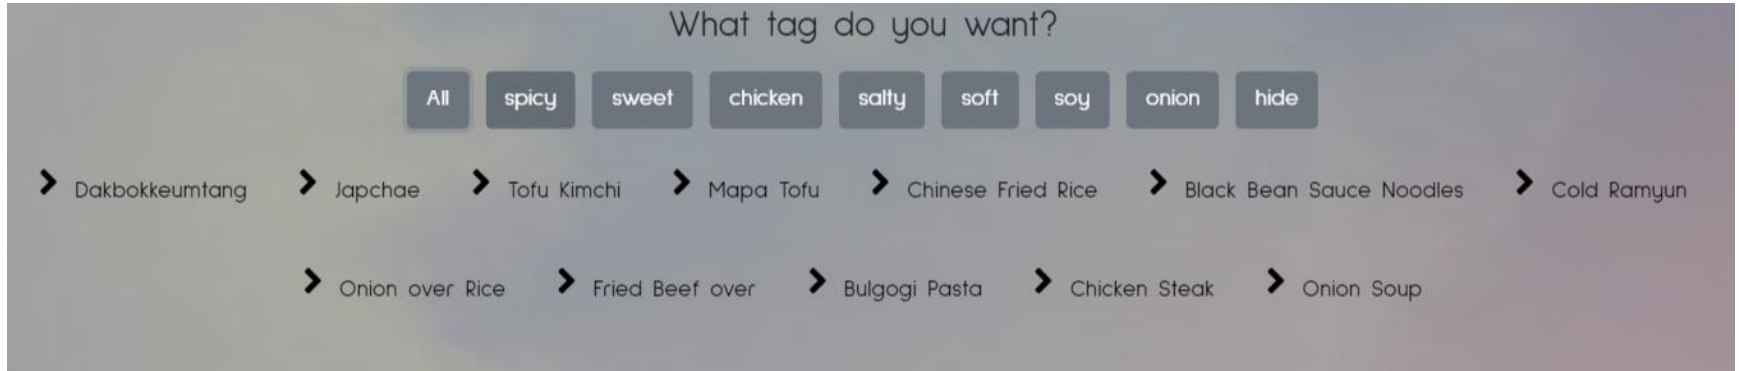 What tag do you want?
All spicy sweet chicken salty soft soy onion hide
Dakbokkeumtang Japchae Tofu Kimchi Mapa Tofu Chinese Fried Rice Black Bean Sauce Noodles Cold Ramyun
Onion over Rice Fried Beef over Bulgogi Pasta Chicken Steak Onion Soup